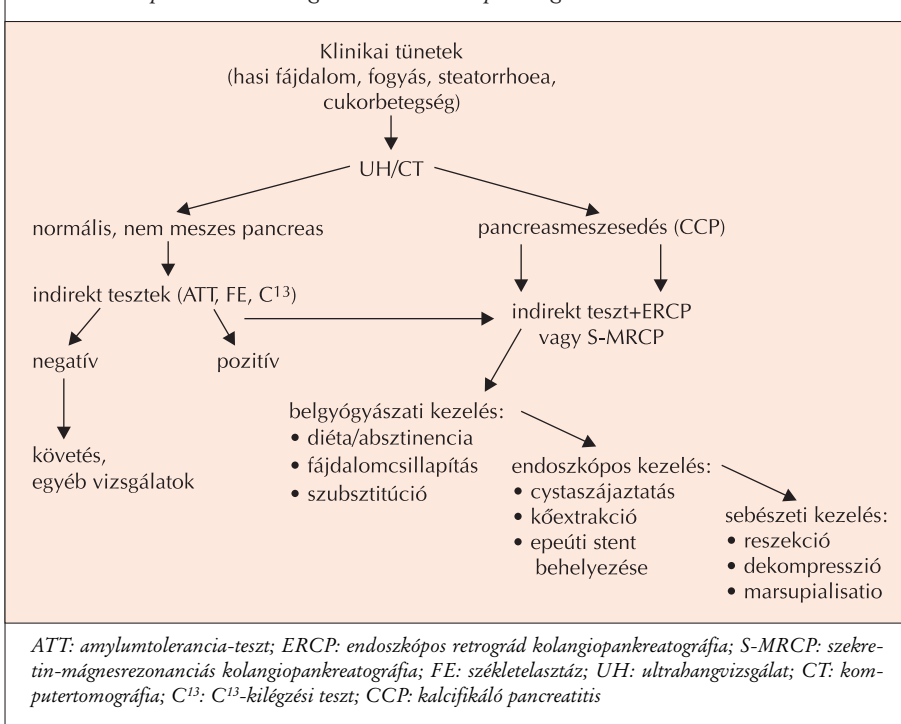 Klinikai tünetek
(hasi fájdalom, fogyás, steatorrhoea,
cukorbetegség)
UH/CT
normális, nem meszes pancreas
pancreasmeszesedés (CCP)
indirekt tesztek (ATT, FE, C¹³)
indirekt teszt+ERCP
vagy S-MRCP
negatív
pozitív
követés,
egyéb vizsgálatok
belgyógyászati kezelés:
• diéta/absztinencia
• fájdalomcsillapítás
• szubsztitúció
endoszkópos kezelés:
• cystaszájaztatás
• kőextrakció
• epeúti stent
behelyezése
sebészeti kezelés:
• reszekció
• dekompresszió
• marsupialisatio
ATT: amylumtolerancia-teszt; ERCP: endoszkópos retrográd kolangiopankreatográfia; S-MRCP: szekre-
tin-mágnesrezonanciás kolangiopankreatográfia; FE: székletelasztáz; UH: ultrahangvizsgálat; CT: kom-
putertomográfia; C¹³: C¹³-kilégzési teszt; CCP: kalcifikáló pancreatitis